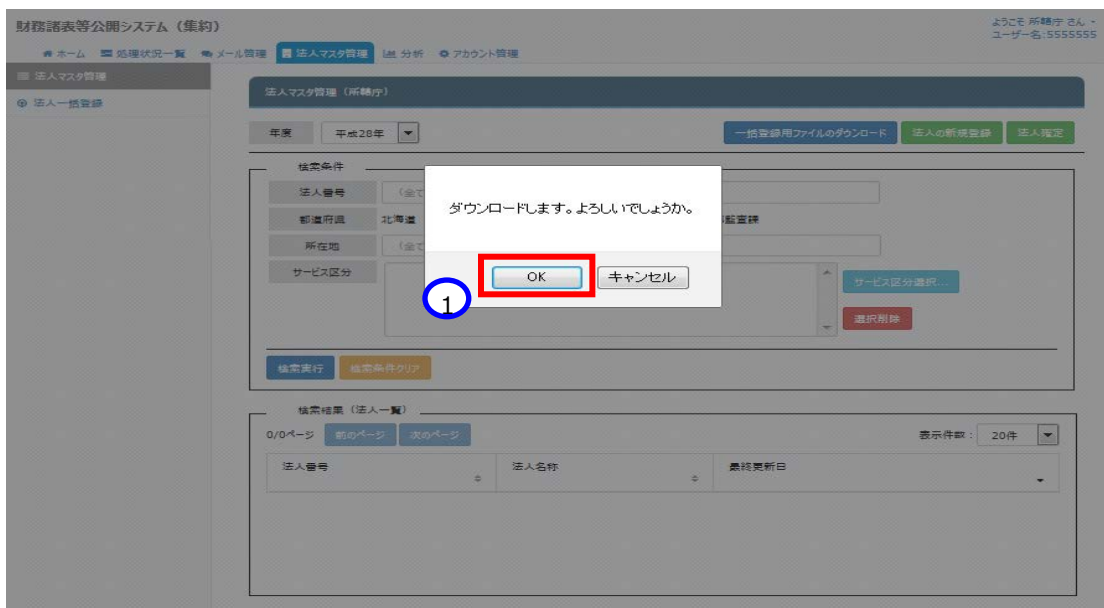 財務諸表等公開システム（集約）
ようこそ 所轄庁 さん
ユーザー名:5555555
ホーム 処理状況一覧 メール管理 法人マスタ管理 分析 アカウント管理
法人マスタ管理
法人一括登録
法人マスタ管理（所轄庁）
年度 平成28年 一括登録用ファイルのダウンロード 法人の新規登録 法人確定
検索条件
法人番号 （全て
都道府県 北海道 監査課
所在地 （全て
サービス区分
サービス区分選択...
選択削除
ダウンロードします。よろしいでしょうか。
OK キャンセル
1
検索実行 検索条件クリア
検索結果（法人一覧）
0/0ページ 前のページ 次のページ 表示件数： 20件
法人番号 法人名称 最終更新日